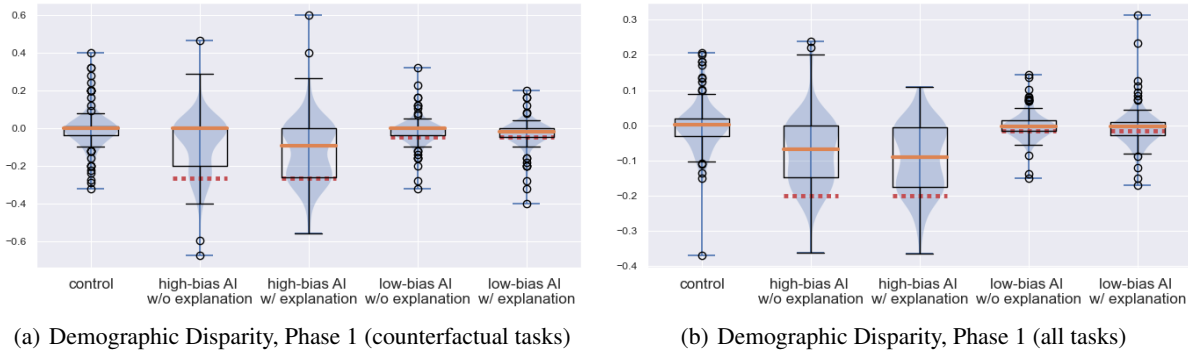 0.6
0.4
0.2
0.0
−0.2
−0.4
−0.6
control
high-bias AI
w/o explanation
high-bias AI
w/ explanation
low-bias AI
w/o explanation
low-bias AI
w/ explanation
(a) Demographic Disparity, Phase 1 (counterfactual tasks)
0.3
0.2
0.1
0.0
−0.1
−0.2
−0.3
−0.4
control
high-bias AI
w/o explanation
high-bias AI
w/ explanation
low-bias AI
w/o explanation
low-bias AI
w/ explanation
(b) Demographic Disparity, Phase 1 (all tasks)